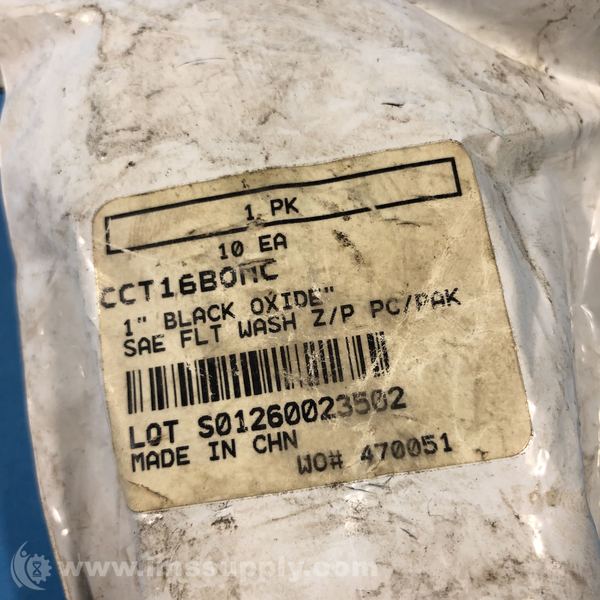 1 PK
10 EA
CCT16BOMC
1" BLACK OXIDE"
SAE FLT WASH Z/P PC/PAK
LOT S01260023502
MADE IN CHN
WO# 470051
www.imssupply.com